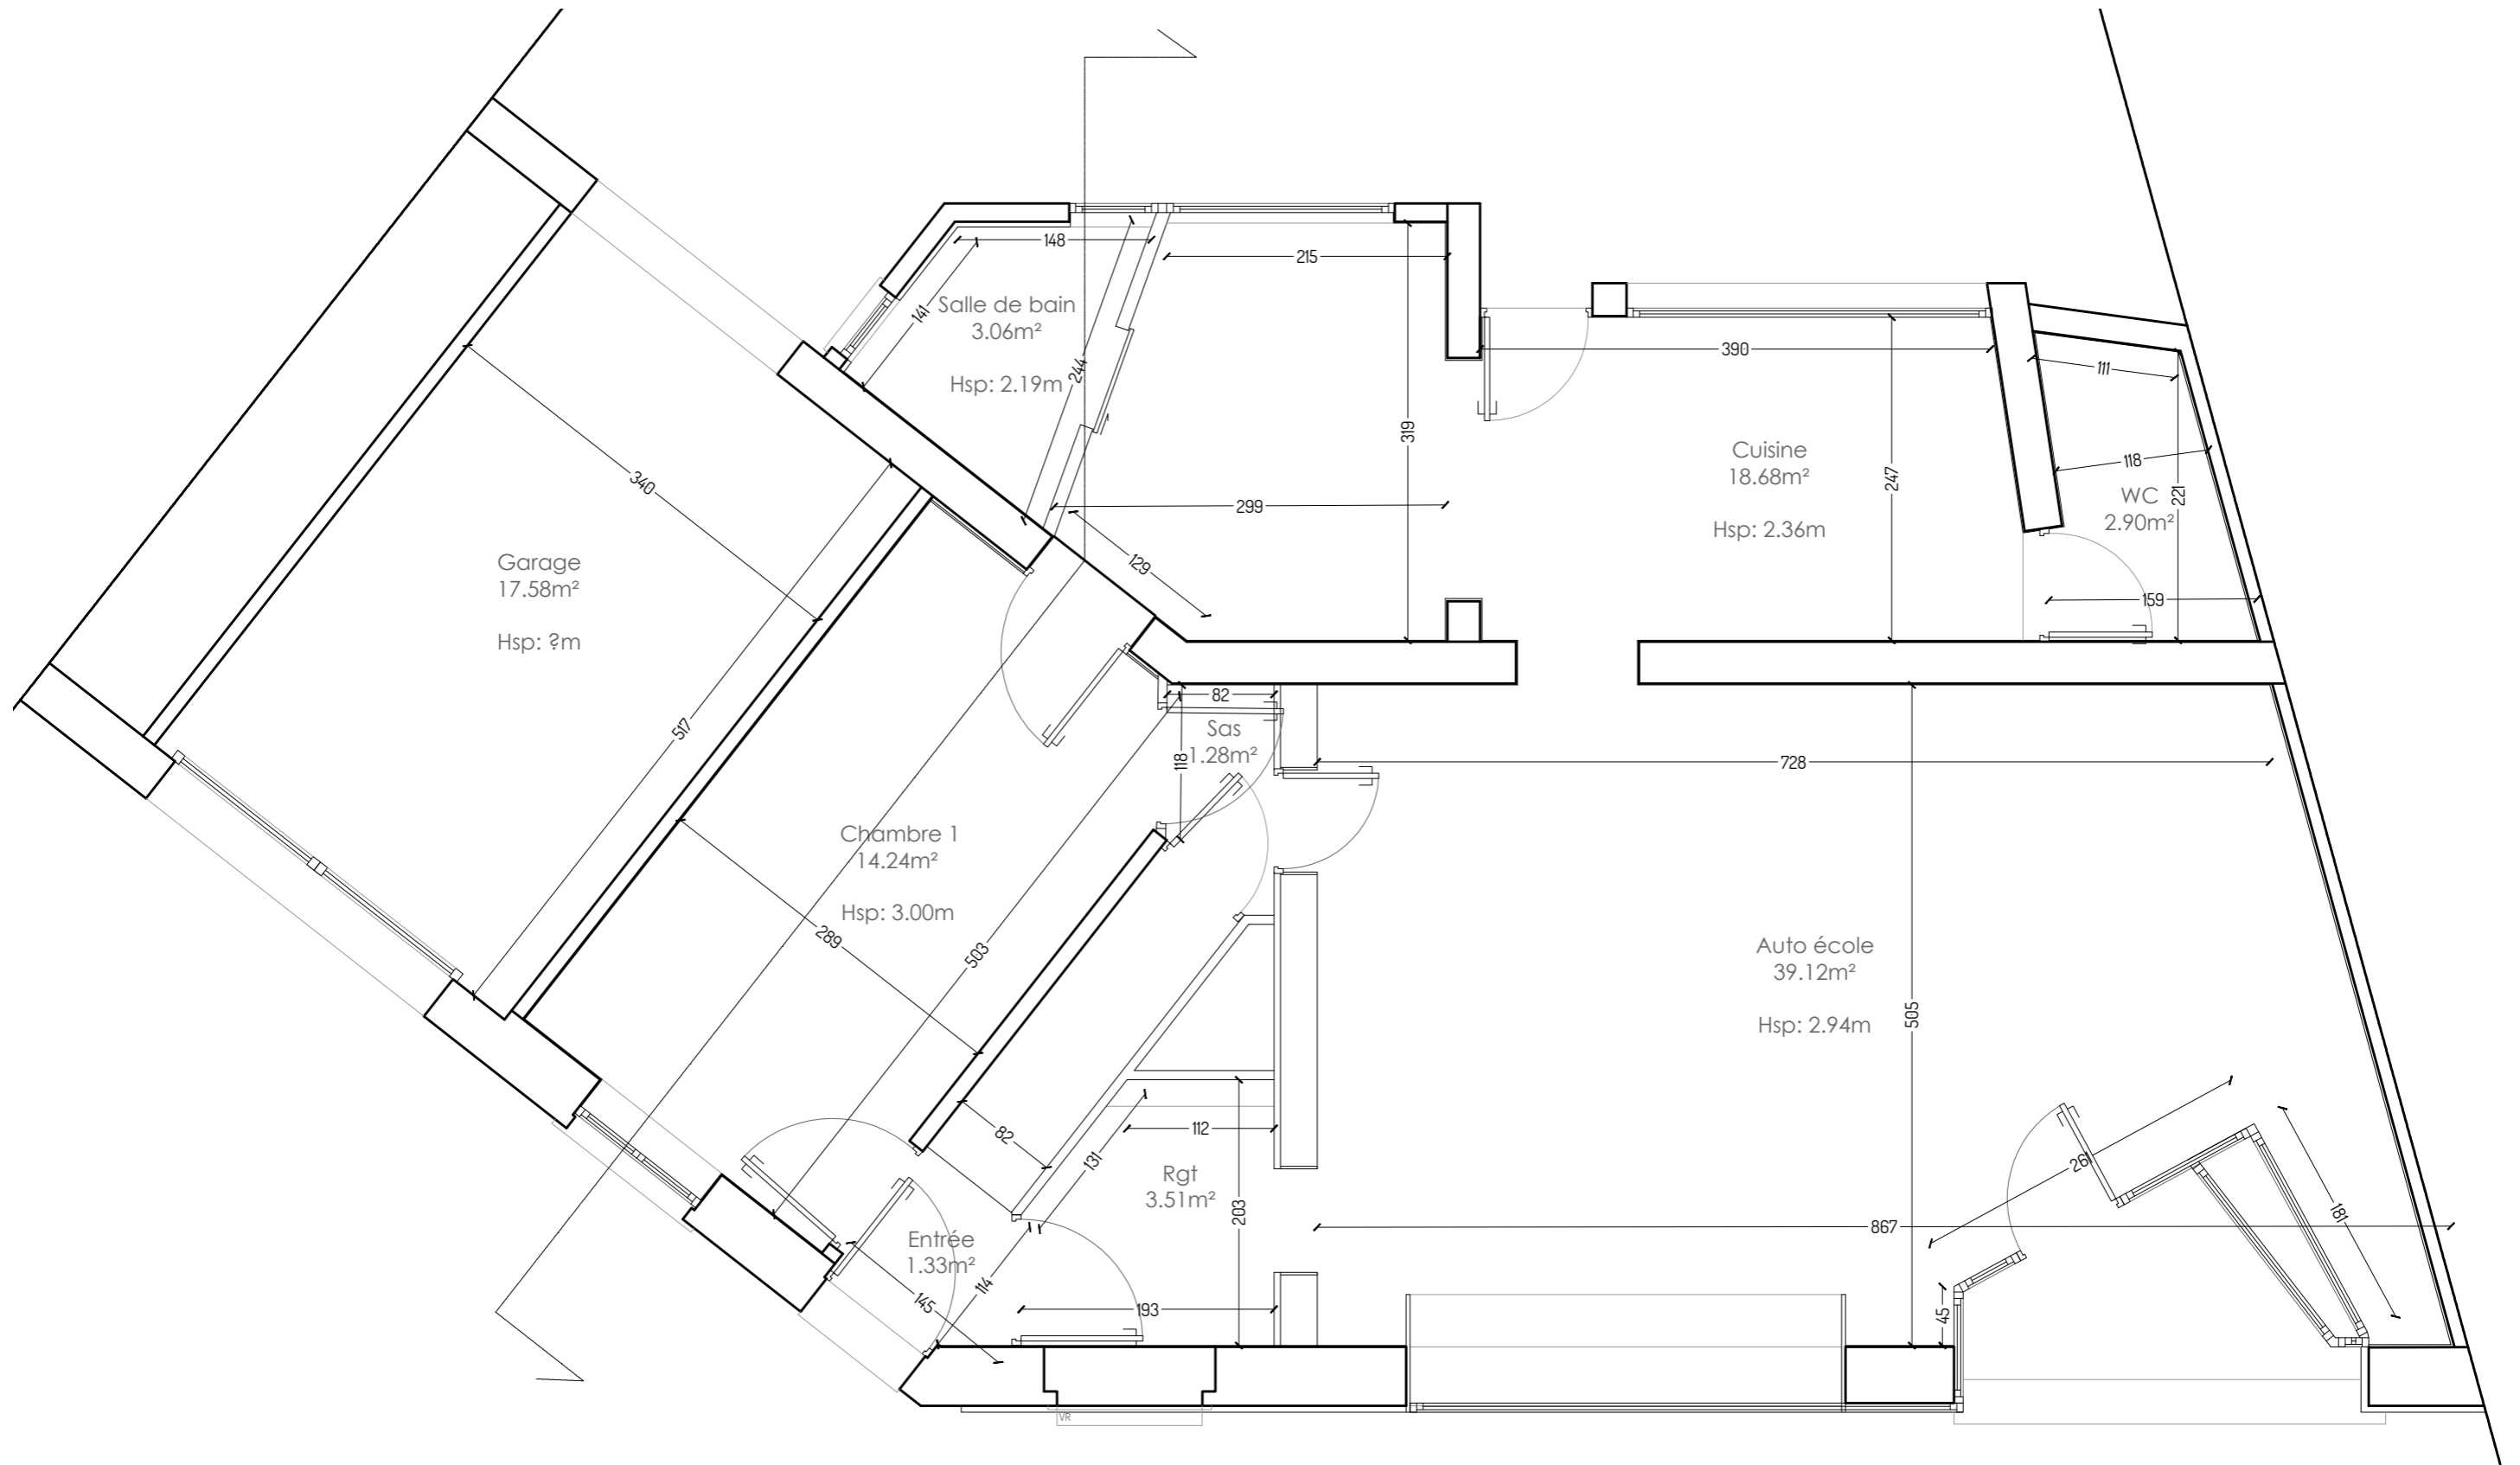 148
215
141
Salle de bain
3.06m²
Hsp: 2.19m
244
390
111
319
Cuisine
18.68m²
Hsp: 2.36m
247
118
WC
2.90m²
221
340
299
129
159
Garage
17.58m²
Hsp: ?m
517
82
Sas
1.28m²
118
728
Chambre 1
14.24m²
Hsp: 3.00m
289
503
Auto école
39.12m²
Hsp: 2.94m
505
82
112
131
Rgt
3.51m²
203
261
181
867
Entrée
1.33m²
114
145
193
45
VR